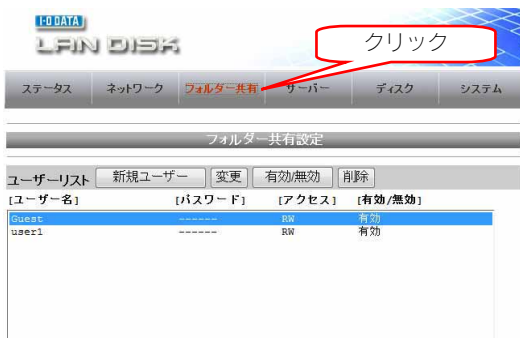 I-O DATA
LAN DISK
クリック
ステータス ネットワーク フォルダー共有 サーバー ディスク システム
フォルダー共有設定
ユーザーリスト 新規ユーザー 変更 有効/無効 削除
[ユーザー名] [パスワード] [アクセス] [有効/無効]
Guest ------ RW 有効
user1 ------ RW 有効